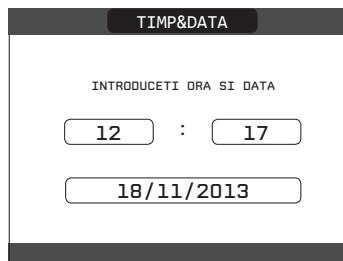 TIMP&DATA
INTRODUCETI ORA SI DATA
12 : 17
18/11/2013